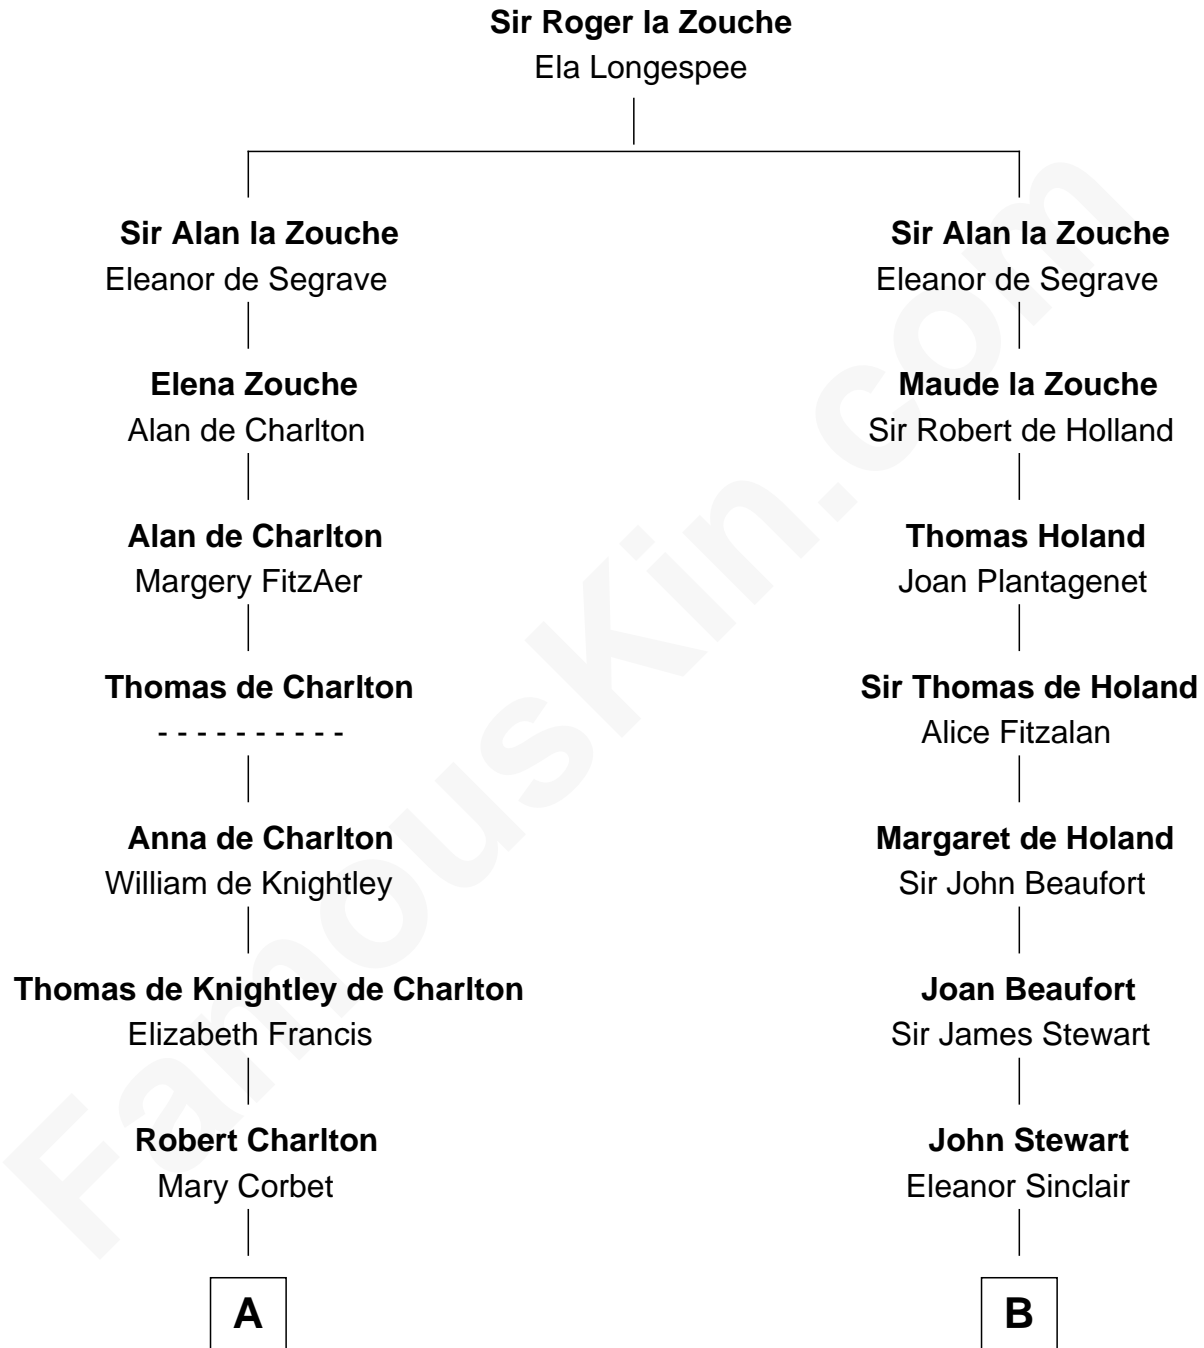 Sir Roger la Zouche
Ela Longespee
Sir Alan la Zouche
Eleanor de Segrave
Elena Zouche
Alan de Charlton
Alan de Charlton
Margery FitzAer
Thomas de Charlton
- - - - - - - - - -
Anna de Charlton
William de Knightley
Thomas de Knightley de Charlton
Elizabeth Francis
Robert Charlton
Mary Corbet
A
Sir Alan la Zouche
Eleanor de Segrave
Maude la Zouche
Sir Robert de Holland
Thomas Holand
Joan Plantagenet
Sir Thomas de Holand
Alice Fitzalan
Margaret de Holand
Sir John Beaufort
Joan Beaufort
Sir James Stewart
John Stewart
Eleanor Sinclair
B
FamousKin.com